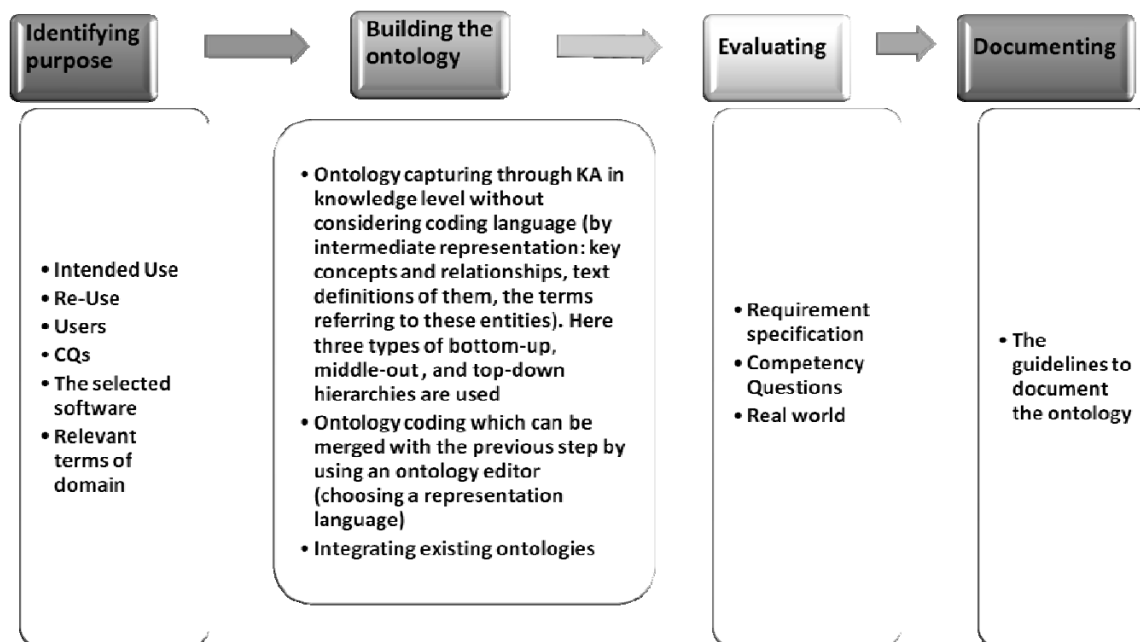 Identifying
purpose
Building the
ontology
Evaluating
Documenting
• Intended Use
• Re-Use
• Users
• CQs
• The selected
software
• Relevant
terms of
domain
• Ontology capturing through KA in
knowledge level without
considering coding language (by
intermediate representation: key
concepts and relationships, text
definitions of them, the terms
referring to these entities). Here
three types of bottom-up,
middle-out , and top-down
hierarchies are used
• Ontology coding which can be
merged with the previous step by
using an ontology editor
(choosing a representation
language)
• Integrating existing ontologies
• Requirement
specification
• Competency
Questions
• Real world
• The
guidelines to
document
the ontology